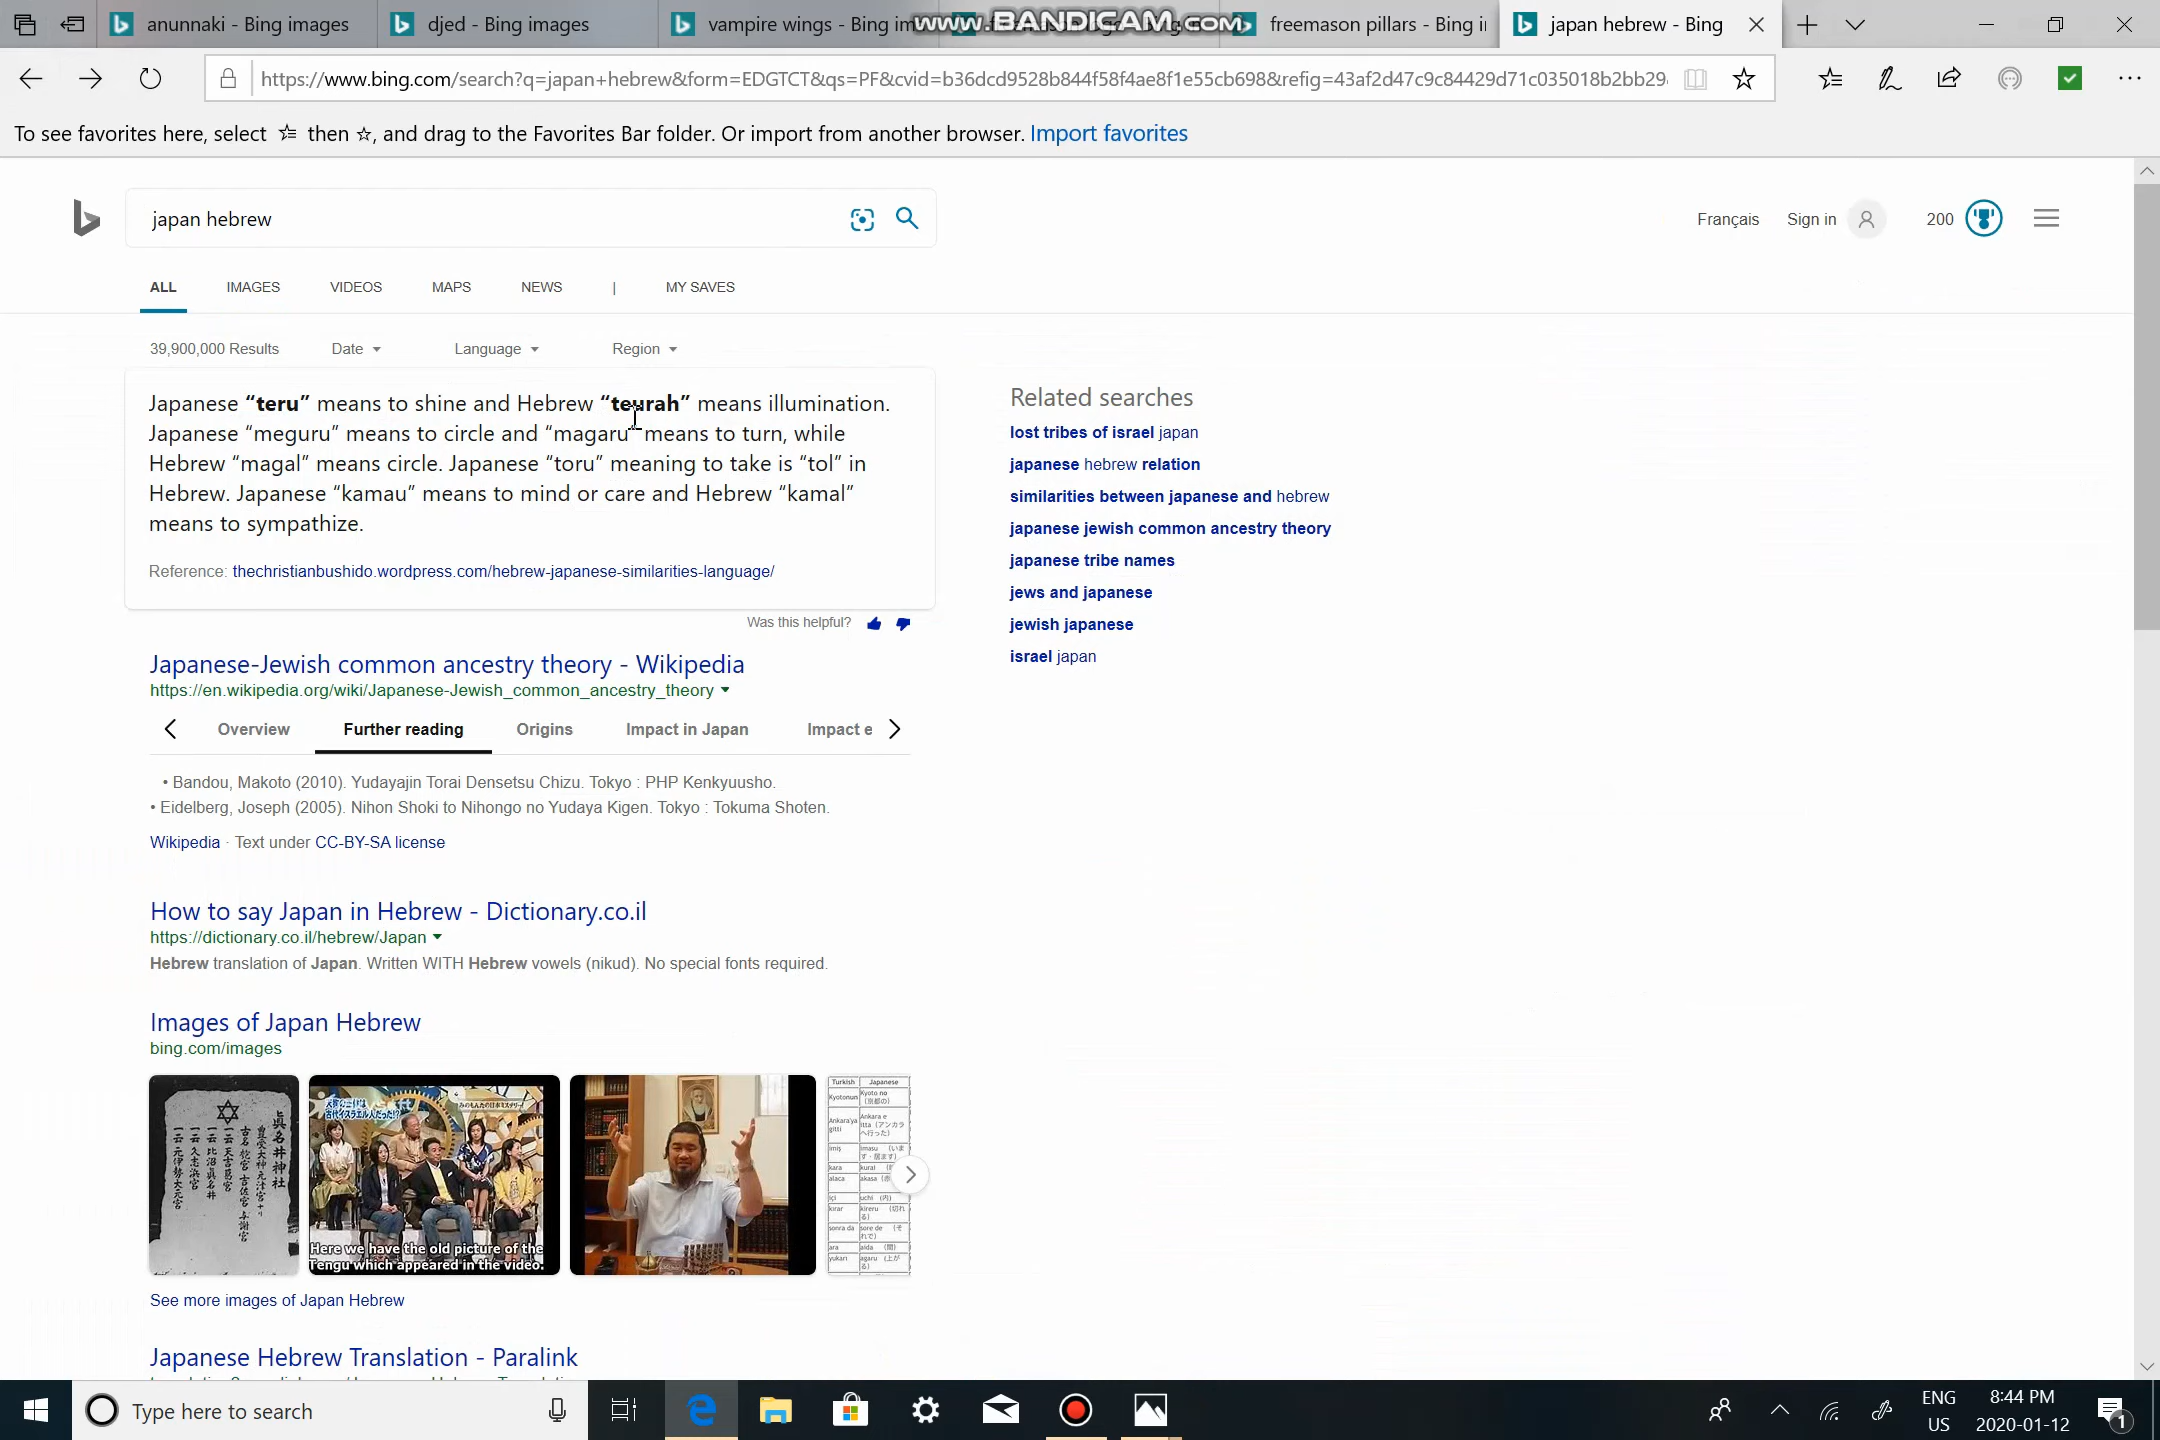 anunnaki - Bing images
djed - Bing images
vampire wings - Bing im
www.BANDICAM.com
freemason pillars - Bing i
japan hebrew - Bing
https://www.bing.com/search?q=japan+hebrew&form=EDGTCT&qs=PF&cvid=b36dcd9528b844f58f4ae8f1e55cb698&refig=43af2d47c9c84429d71c035018b2bb29
To see favorites here, select then ☆, and drag to the Favorites Bar folder. Or import from another browser. Import favorites
japan hebrew
Français Sign in 200
ALL IMAGES VIDEOS MAPS NEWS | MY SAVES
39,900,000 Results Date Language Region
Japanese “teru” means to shine and Hebrew “teurah” means illumination.
Japanese “meguru” means to circle and “magaru” means to turn, while
Hebrew “magal” means circle. Japanese “toru” meaning to take is “tol” in
Hebrew. Japanese “kamau” means to mind or care and Hebrew “kamal”
means to sympathize.
Reference: thechristianbushido.wordpress.com/hebrew-japanese-similarities-language/
Was this helpful?
Related searches
lost tribes of israel japan
japanese hebrew relation
similarities between japanese and hebrew
japanese jewish common ancestry theory
japanese tribe names
jews and japanese
jewish japanese
israel japan
Japanese-Jewish common ancestry theory - Wikipedia
https://en.wikipedia.org/wiki/Japanese-Jewish_common_ancestry_theory
Overview Further reading Origins Impact in Japan Impact e
• Bandou, Makoto (2010). Yudayajin Torai Densetsu Chizu. Tokyo : PHP Kenkyuusho.
• Eidelberg, Joseph (2005). Nihon Shoki to Nihongo no Yudaya Kigen. Tokyo : Tokuma Shoten.
Wikipedia · Text under CC-BY-SA license
How to say Japan in Hebrew - Dictionary.co.il
https://dictionary.co.il/hebrew/Japan
Hebrew translation of Japan. Written WITH Hebrew vowels (nikud). No special fonts required.
Images of Japan Hebrew
bing.com/images
眞名井神社
Here we have the old picture of the
Tengu which appeared in the video.
Turkish Japanese
See more images of Japan Hebrew
Japanese Hebrew Translation - Paralink
Type here to search
ENG
US
8:44 PM
2020-01-12
1